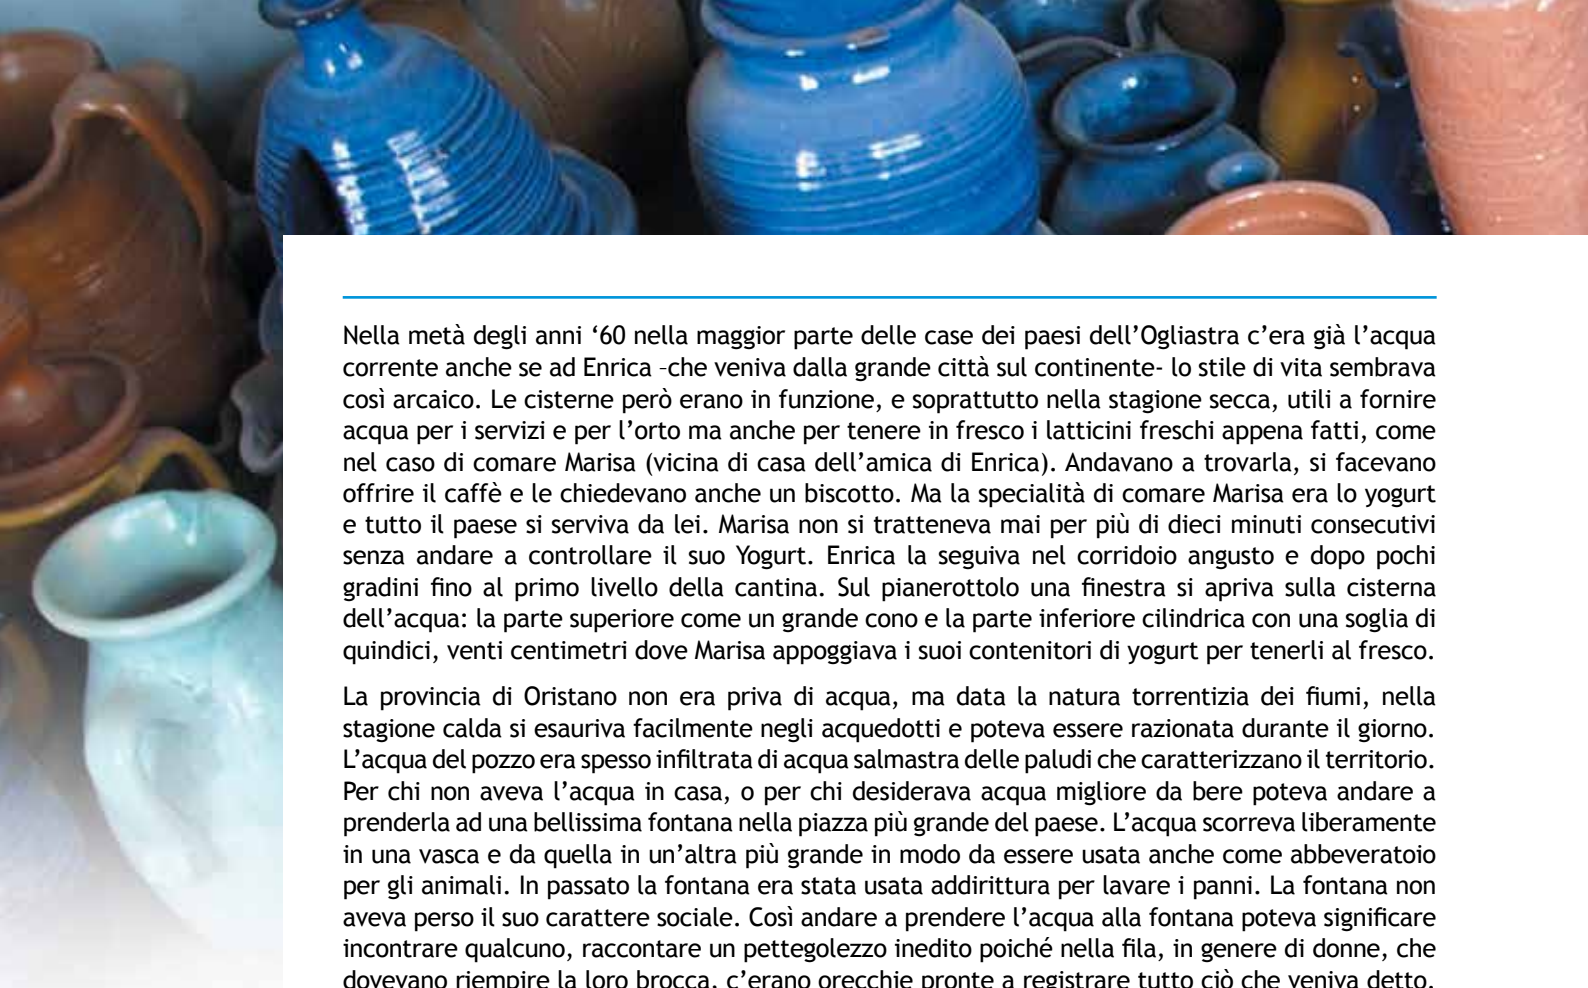 Nella metà degli anni ‘60 nella maggior parte delle case dei paesi dell’Ogliastra c’era già l’acqua
corrente anche se ad Enrica –che veniva dalla grande città sul continente- lo stile di vita sembrava
così arcaico. Le cisterne però erano in funzione, e soprattutto nella stagione secca, utili a fornire
acqua per i servizi e per l’orto ma anche per tenere in fresco i latticini freschi appena fatti, come
nel caso di comare Marisa (vicina di casa dell’amica di Enrica). Andavano a trovarla, si facevano
offrire il caffè e le chiedevano anche un biscotto. Ma la specialità di comare Marisa era lo yogurt
e tutto il paese si serviva da lei. Marisa non si tratteneva mai per più di dieci minuti consecutivi
senza andare a controllare il suo Yogurt. Enrica la seguiva nel corridoio angusto e dopo pochi
gradini fino al primo livello della cantina. Sul pianerottolo una finestra si apriva sulla cisterna
dell’acqua: la parte superiore come un grande cono e la parte inferiore cilindrica con una soglia di
quindici, venti centimetri dove Marisa appoggiava i suoi contenitori di yogurt per tenerli al fresco.
La provincia di Oristano non era priva di acqua, ma data la natura torrentizia dei fiumi, nella
stagione calda si esauriva facilmente negli acquedotti e poteva essere razionata durante il giorno.
L’acqua del pozzo era spesso infiltrata di acqua salmastra delle paludi che caratterizzano il territorio.
Per chi non aveva l’acqua in casa, o per chi desiderava acqua migliore da bere poteva andare a
prenderla ad una bellissima fontana nella piazza più grande del paese. L’acqua scorreva liberamente
in una vasca e da quella in un’altra più grande in modo da essere usata anche come abbeveratoio
per gli animali. In passato la fontana era stata usata addirittura per lavare i panni. La fontana non
aveva perso il suo carattere sociale. Così andare a prendere l’acqua alla fontana poteva significare
incontrare qualcuno, raccontare un pettegolezzo inedito poiché nella fila, in genere di donne, che
dovevano riempire la loro brocca, c’erano orecchie pronte a registrare tutto ciò che veniva detto.